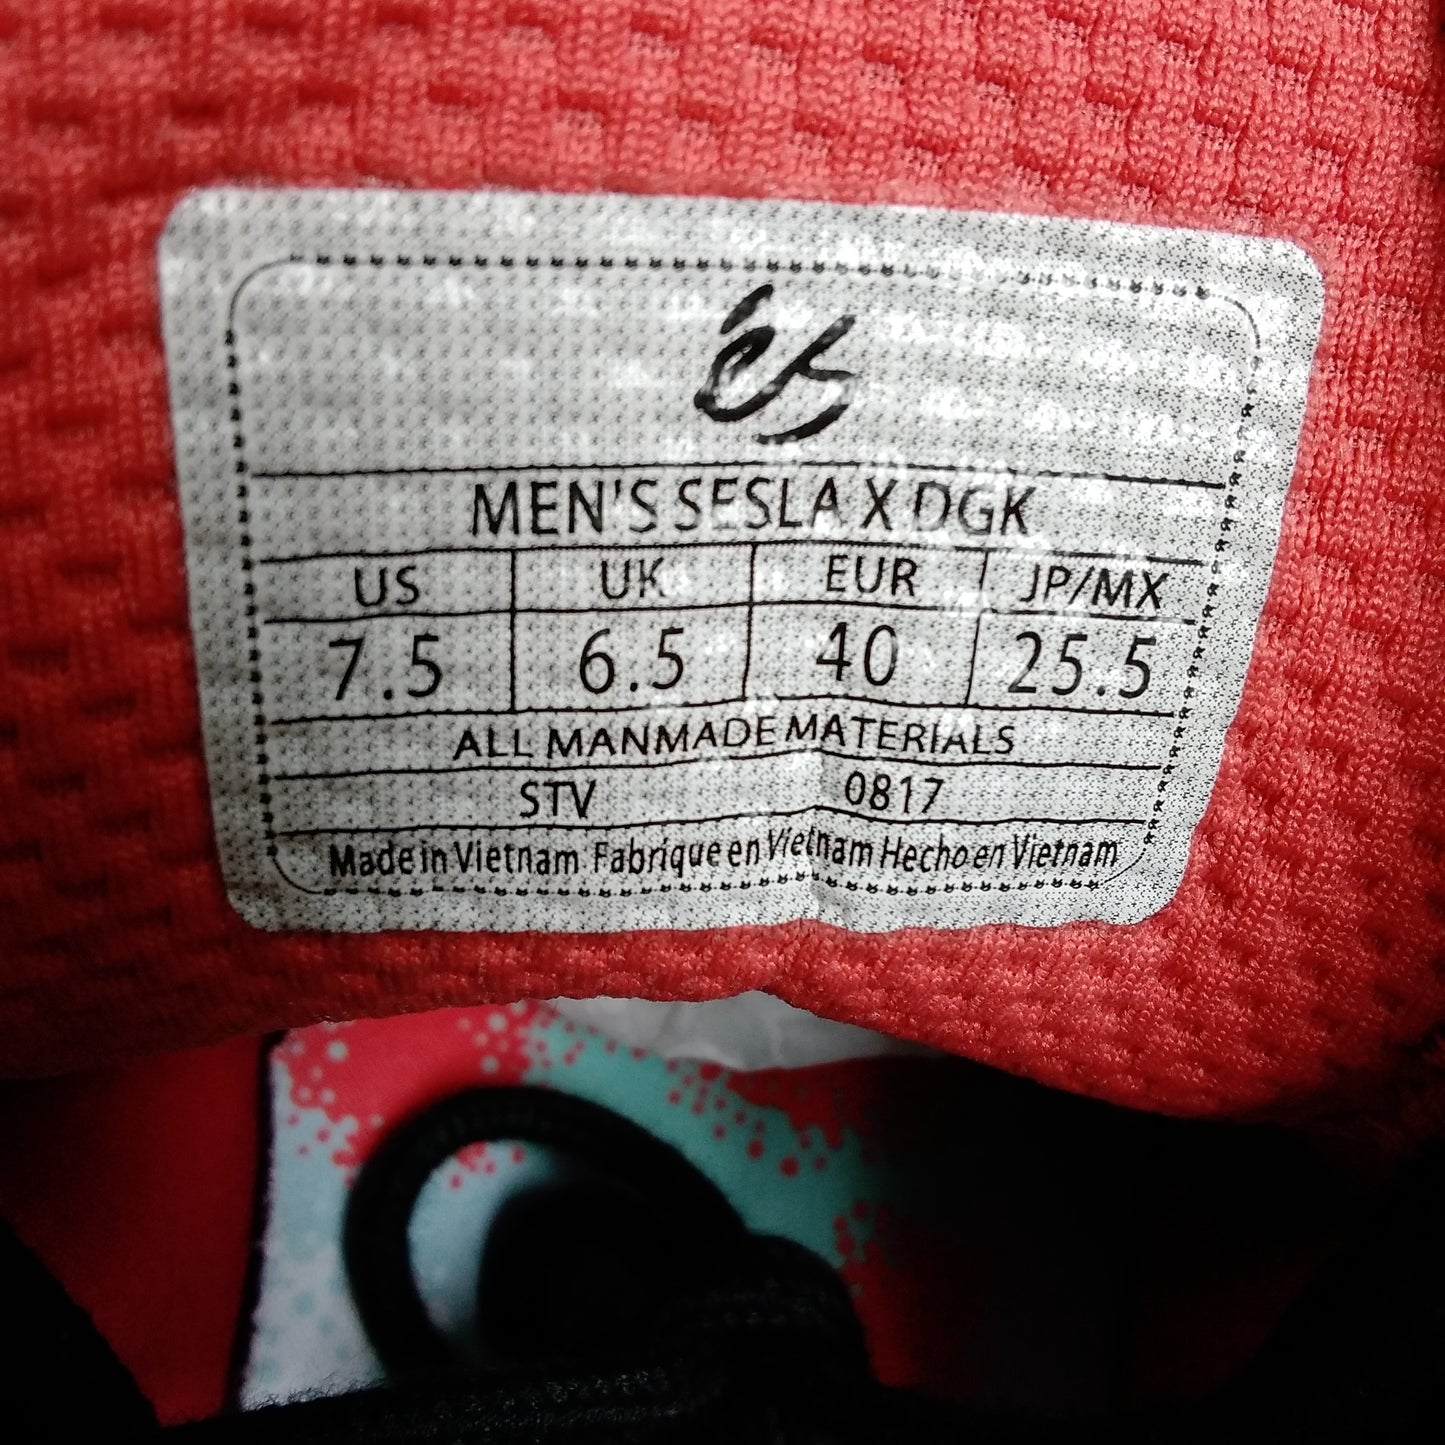 éS
MEN'S SESLA X DGK
US UK EUR JP/MX
7.5 6.5 40 25.5
ALL MANMADE MATERIALS
STV 0817
Made in Vietnam Fabrique en Vietnam Hecho en Vietnam